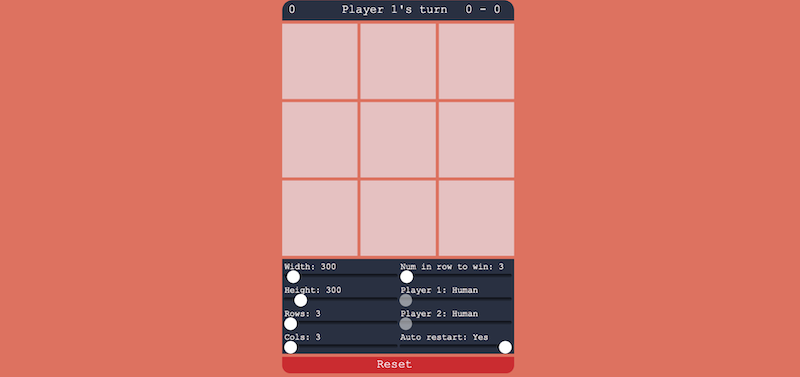 0 Player 1's turn 0 - 0
Width: 300
Num in row to win: 3
Height: 300
Player 1: Human
Rows: 3
Player 2: Human
Cols: 3
Auto restart: Yes
Reset